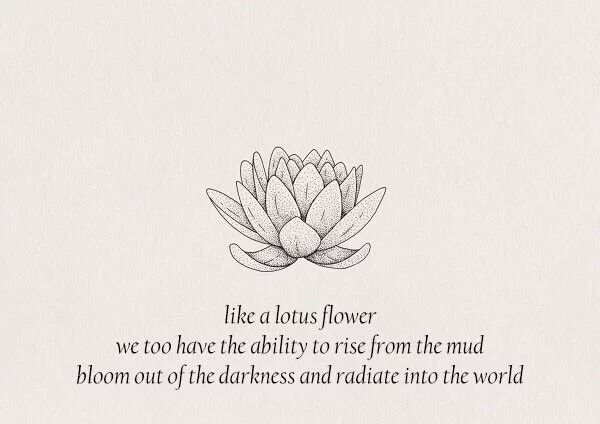 like a lotus flower
we too have the ability to rise from the mud
bloom out of the darkness and radiate into the world